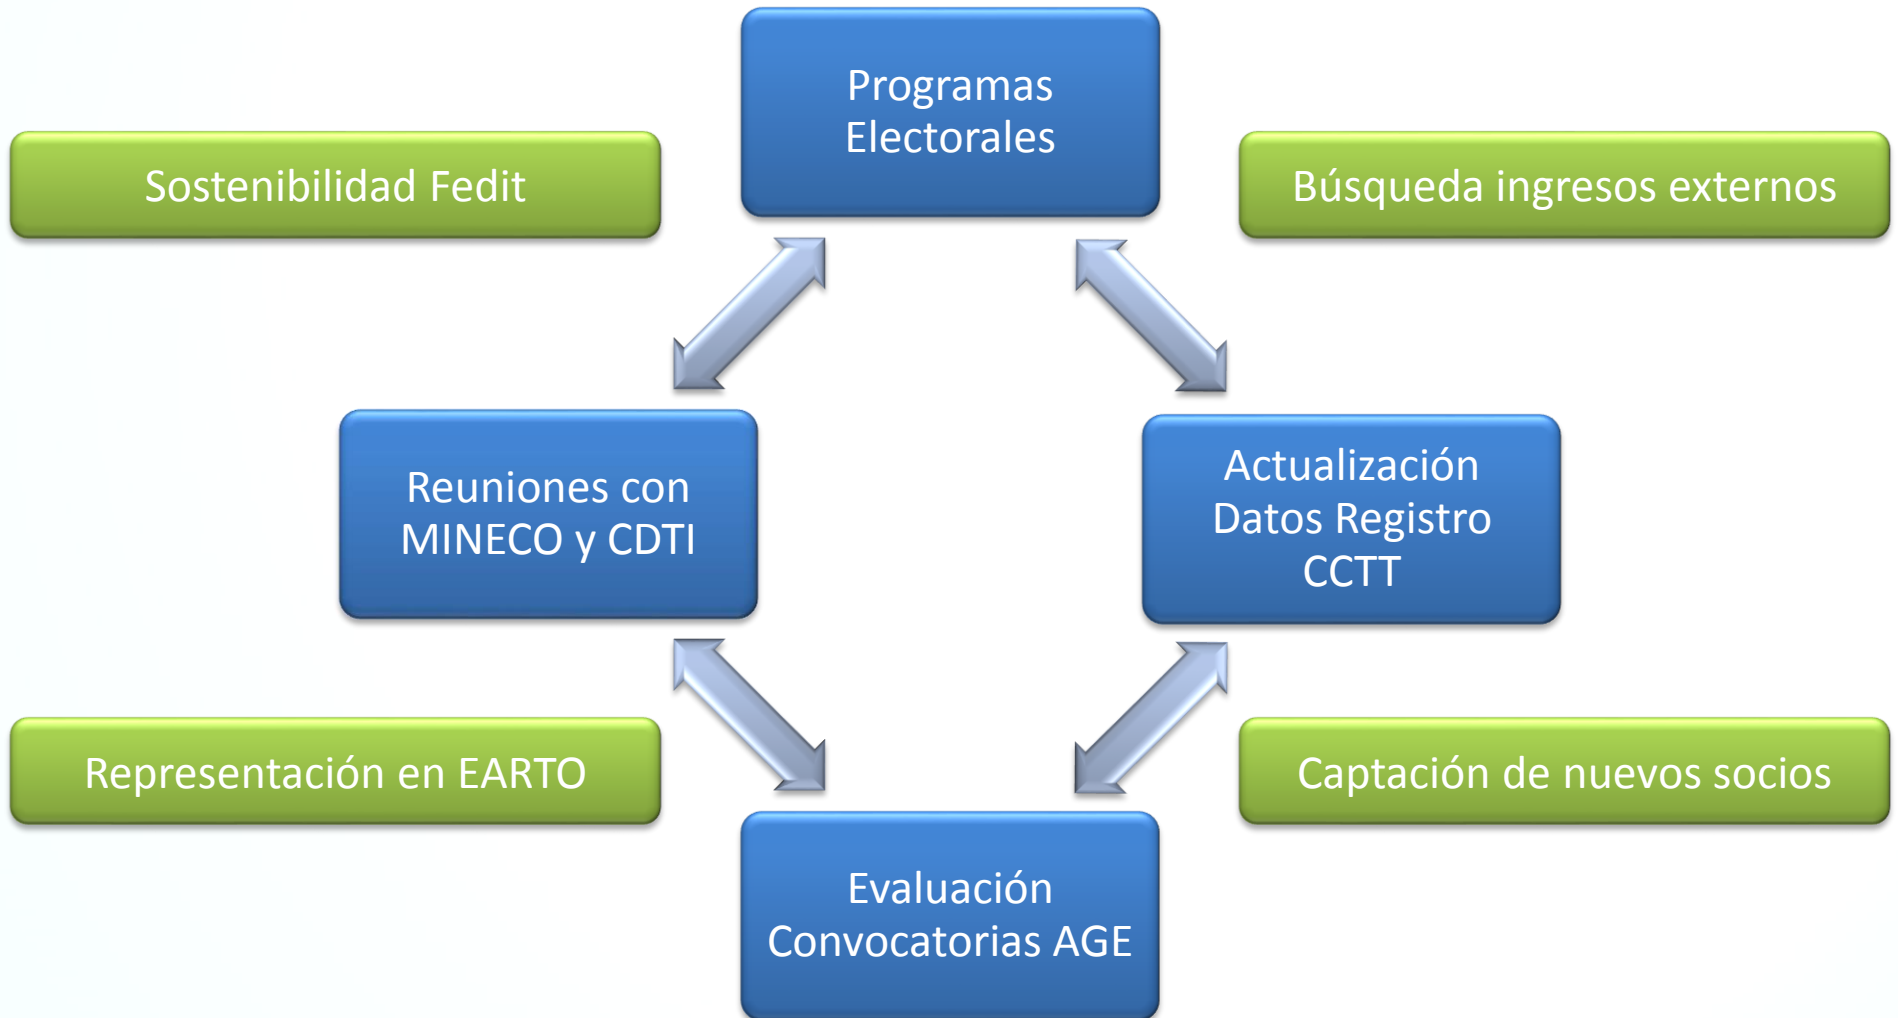 Programas
Electorales
Sostenibilidad Fedit
Búsqueda ingresos externos
Reuniones con
MINECO y CDTI
Actualización
Datos Registro
CCTT
Representación en EARTO
Captación de nuevos socios
Evaluación
Convocatorias AGE